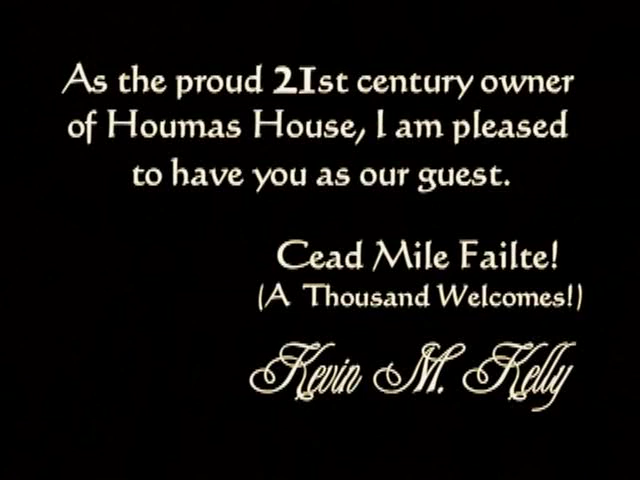 As the proud 21st century owner
of Houmas House, I am pleased
to have you as our guest.
Cead Mile Failte!
(A Thousand Welcomes!)
Kevin M. Kelly